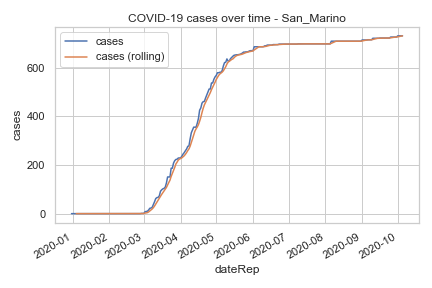 COVID-19 cases over time - San_Marino
cases
cases (rolling)
600
400
200
0
cases
2020-01
2020-02
2020-03
2020-04
2020-05
2020-06
2020-07
2020-08
2020-09
2020-10
dateRep